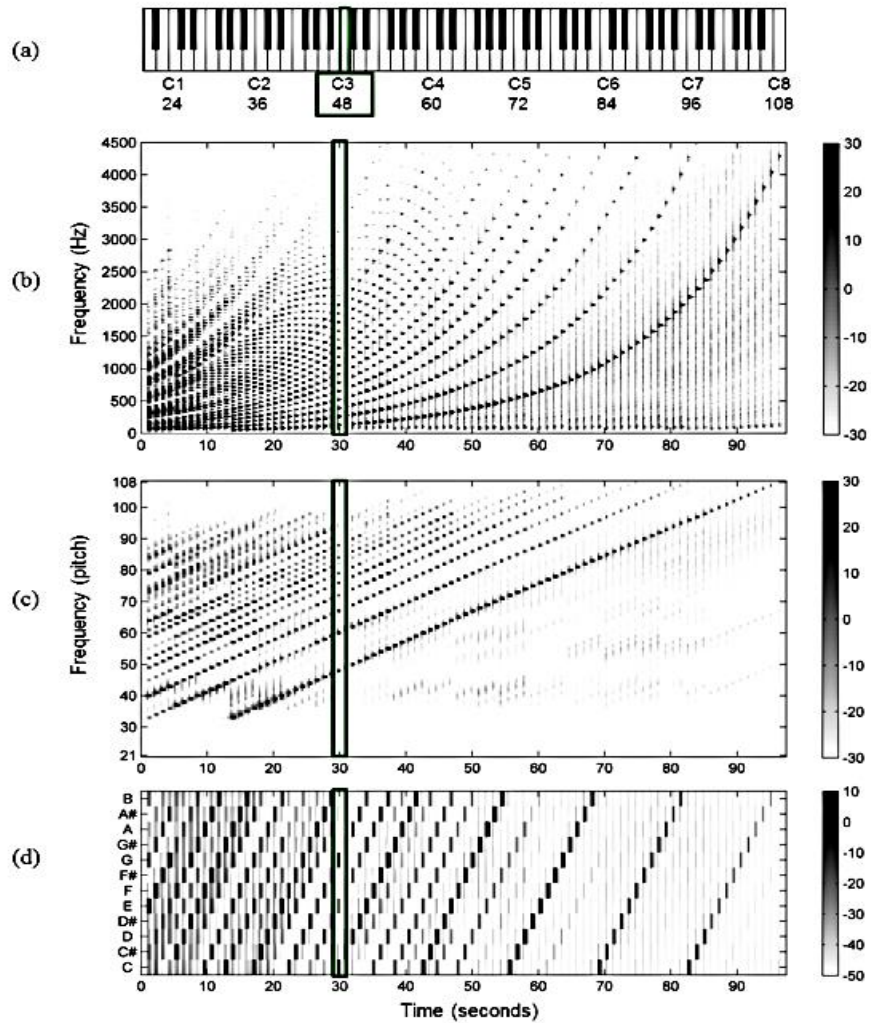 (a)
C1 C2 C3 C4 C5 C6 C7 C8
24 36 48 60 72 84 96 108
(b)
Frequency (Hz)
4500
4000
3500
3000
2500
2000
1500
1000
500
0
0 10 20 30 40 50 60 70 80 90
30
20
10
0
-10
-20
-30
(c)
Frequency (pitch)
108
100
90
80
70
60
50
40
30
21
0 10 20 30 40 50 60 70 80 90
30
20
10
0
-10
-20
-30
(d)
B
A#
A
G#
G
F#
F
E
D#
D
C#
C
0 10 20 30 40 50 60 70 80 90
Time (seconds)
10
0
-10
-20
-30
-40
-50